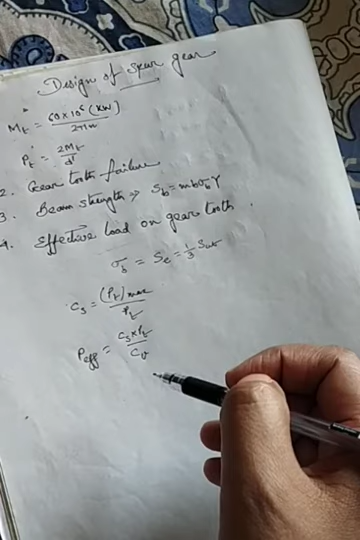 Design of spur gear
Mt = 60 × 10⁶ (kW) / 2πn
Pt = 2Mt / d'
2. Gear tooth failure
3. Beam strength ⇒ Sb = mbσbY
4. Effective load on gear tooth
σb = Se = 1/3 Sut
Cs = (Pt)max / Pt
Peff = Cs × Pt / Cv